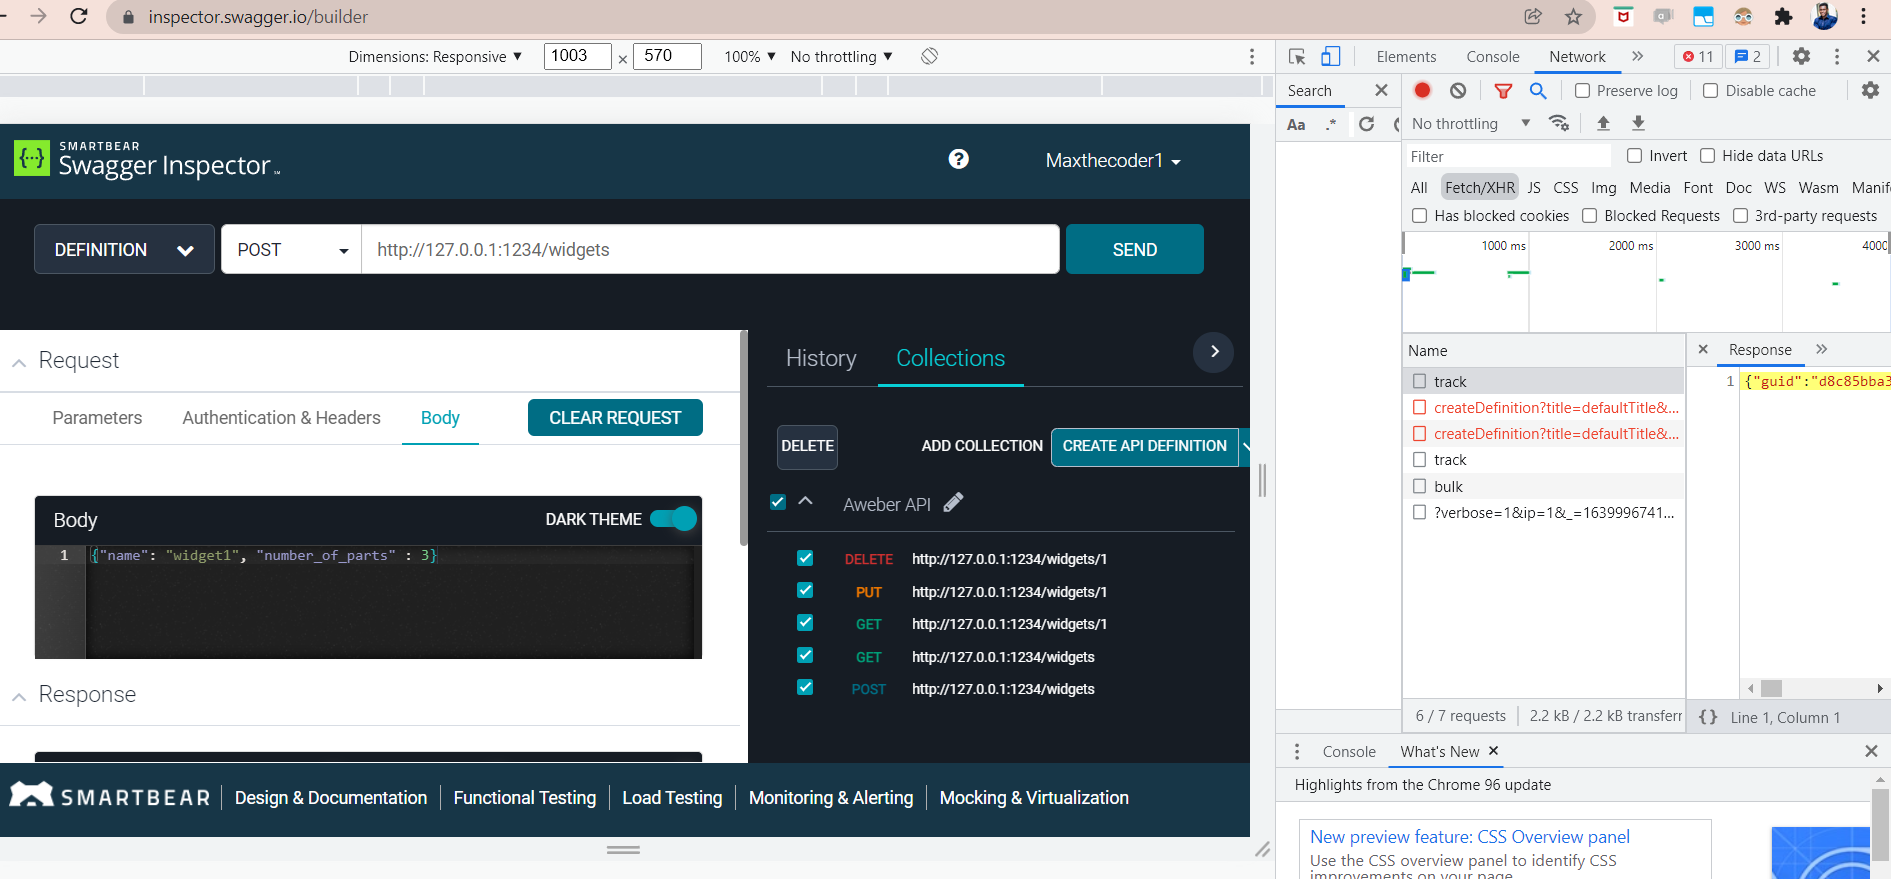 inspector.swagger.io/builder
Dimensions: Responsive ▼ 1003 × 570 100% ▼ No throttling ▼
SMARTBEAR
Swagger Inspector
Maxthecoder1
DEFINITION POST http://127.0.0.1:1234/widgets SEND
Request
Parameters Authentication & Headers Body CLEAR REQUEST
Body DARK THEME
1 {"name": "widget1", "number_of_parts" : 3}
Response
History Collections
DELETE ADD COLLECTION CREATE API DEFINITION
Aweber API
DELETE http://127.0.0.1:1234/widgets/1
PUT http://127.0.0.1:1234/widgets/1
GET http://127.0.0.1:1234/widgets/1
GET http://127.0.0.1:1234/widgets
POST http://127.0.0.1:1234/widgets
SMARTBEAR Design & Documentation Functional Testing Load Testing Monitoring & Alerting Mocking & Virtualization
Elements Console Network » 11 2
Search
Aa .*
Preserve log Disable cache
No throttling ▼
Filter Invert Hide data URLs
All Fetch/XHR JS CSS Img Media Font Doc WS Wasm Manif
Has blocked cookies Blocked Requests 3rd-party requests
1000 ms 2000 ms 3000 ms 4000
Name
track
createDefinition?title=defaultTitle&...
createDefinition?title=defaultTitle&...
track
bulk
?verbose=1&ip=1&_=1639996741...
6 / 7 requests 2.2 kB / 2.2 kB transferr
Response »
1 {"guid":"d8c85bba3
{} Line 1, Column 1
Console What's New ×
Highlights from the Chrome 96 update
New preview feature: CSS Overview panel
Use the CSS overview panel to identify CSS
improvements on your page.